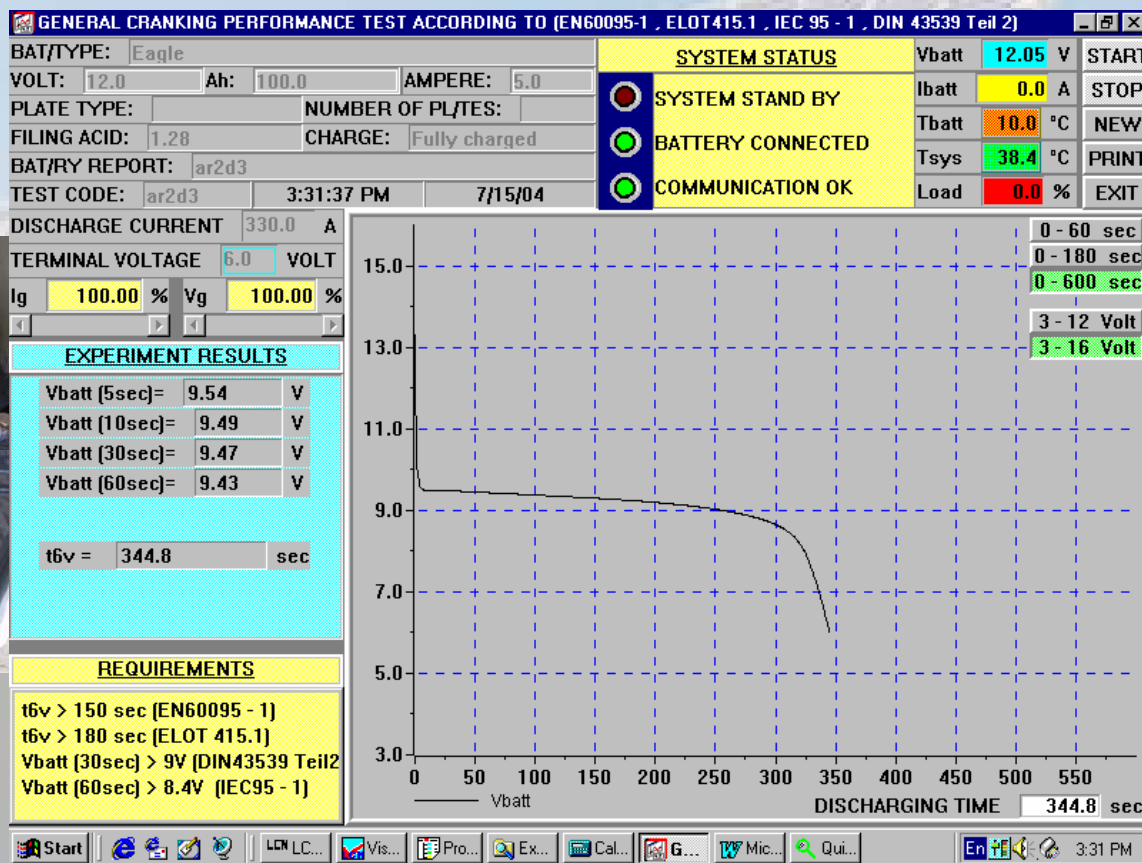 GENERAL CRANKING PERFORMANCE TEST ACCORDING TO (EN60095-1 , ELOT415.1 , IEC 95 - 1 , DIN 43539 Teil 2)
BAT/TYPE: Eagle
VOLT: 12.0 Ah: 100.0 AMPERE: 5.0
PLATE TYPE: NUMBER OF PL/TES:
FILING ACID: 1.28 CHARGE: Fully charged
BAT/RY REPORT: ar2d3
TEST CODE: ar2d3 3:31:37 PM 7/15/04
SYSTEM STATUS
SYSTEM STAND BY
BATTERY CONNECTED
COMMUNICATION OK
Vbatt 12.05 V
Ibatt 0.0 A
Tbatt 10.0 °C
Tsys 38.4 °C
Load 0.0 %
START
STOP
NEW
PRINT
EXIT
DISCHARGE CURRENT 330.0 A
TERMINAL VOLTAGE 6.0 VOLT
Ig 100.00 % Vg 100.00 %
EXPERIMENT RESULTS
Vbatt (5sec)= 9.54 V
Vbatt (10sec)= 9.49 V
Vbatt (30sec)= 9.47 V
Vbatt (60sec)= 9.43 V
t6v = 344.8 sec
REQUIREMENTS
t6v > 150 sec (EN60095 - 1)
t6v > 180 sec (ELOT 415.1)
Vbatt (30sec) > 9V (DIN43539 Teil2
Vbatt (60sec) > 8.4V (IEC95 - 1)
0 - 60 sec
0 - 180 sec
0 - 600 sec
3 - 12 Volt
3 - 16 Volt
15.0
13.0
11.0
9.0
7.0
5.0
3.0
0 50 100 150 200 250 300 350 400 450 500 550
Vbatt
DISCHARGING TIME 344.8 sec
Start LC... Vis... Pro... Ex... Cal... G... Mic... Qui... En 3:31 PM